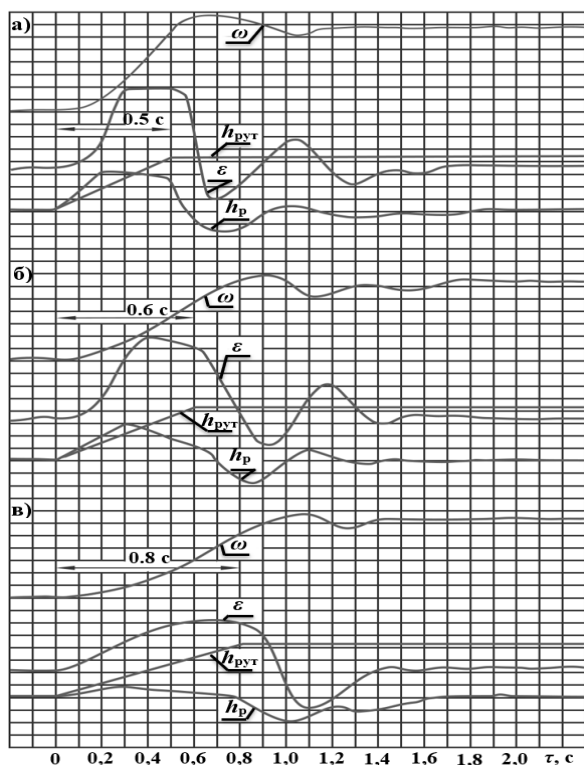 а)
ω
0.5 с
hрут
ε
hр
б)
ω
0.6 с
ε
hрут
hр
в)
ω
0.8 с
ε
hрут
hр
0 0,2 0,4 0,6 0,8 1,0 1,2 1,4 1,6 1,8 2,0 τ, с